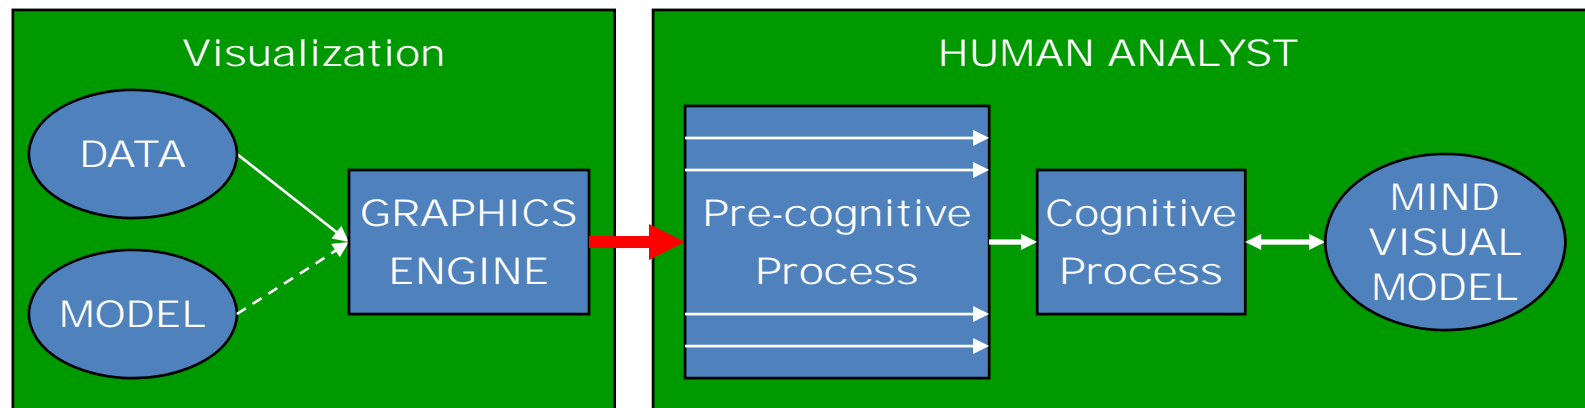 Visualization
DATA
MODEL
GRAPHICS
ENGINE
HUMAN ANALYST
Pre-cognitive
Process
Cognitive
Process
MIND
VISUAL
MODEL